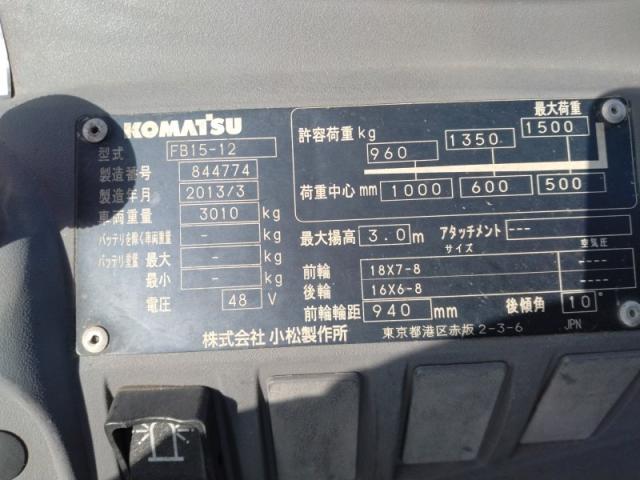 KOMATSU
型式 FB15-12
製造番号 844774
製造年月 2013/3
車両重量 3010 kg
バッテリを除く車両重量 - kg
バッテリ重量 最大 - kg
最小 - kg
電圧 48 V
最大荷重
許容荷重 kg 960 1350 1500
荷重中心 mm 1000 600 500
最大揚高 3.0 m アタッチメント ---
サイズ 空気圧
前輪 18X7-8 ----
後輪 16X6-8 ----
前輪輪距 940 mm 後傾角 10°
株式会社 小松製作所 東京都港区赤坂 2-3-6 JPN